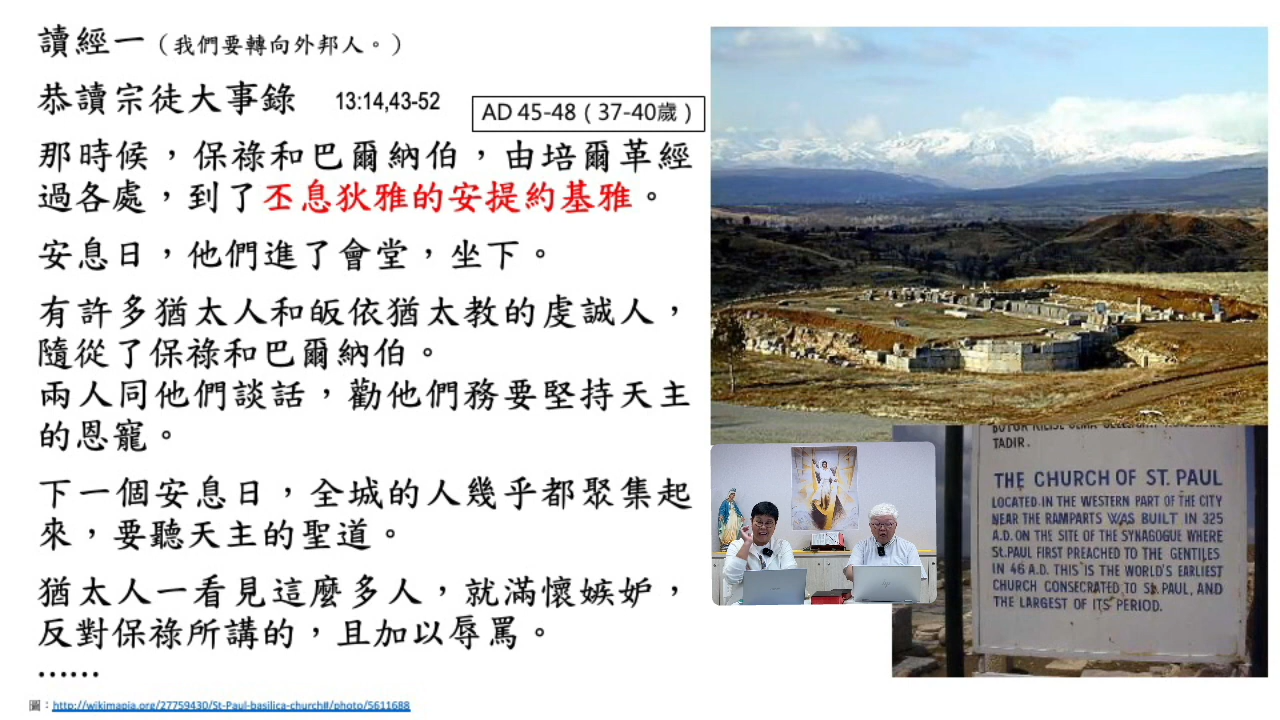 讀經一（我們要轉向外邦人。）
恭讀宗徒大事錄 13:14,43-52
AD 45-48（37-40歲）
那時候，保祿和巴爾納伯，由培爾革經
過各處，到了丕息狄雅的安提約基雅。
安息日，他們進了會堂，坐下。
有許多猶太人和皈依猶太教的虔誠人，
隨從了保祿和巴爾納伯。
兩人同他們談話，勸他們務要堅持天主
的恩寵。
下一個安息日，全城的人幾乎都聚集起
來，要聽天主的聖道。
猶太人一看見這麼多人，就滿懷嫉妒，
反對保祿所講的，且加以辱罵。
……
圖：http://wikimapia.org/27759430/St-Paul-basilica-church#/photo/5611688
TADIR.
THE CHURCH OF ST. PAUL
LOCATED IN THE WESTERN PART OF THE CITY
NEAR THE RAMPARTS WAS BUILT IN 325
A.D. ON THE SITE OF THE SYNAGOGUE WHERE
St. PAUL FIRST PREACHED TO THE GENTILES
IN 46 A.D. THIS IS THE WORLD'S EARLIEST
CHURCH CONSECRATED TO St. PAUL, AND
THE LARGEST OF ITS PERIOD.